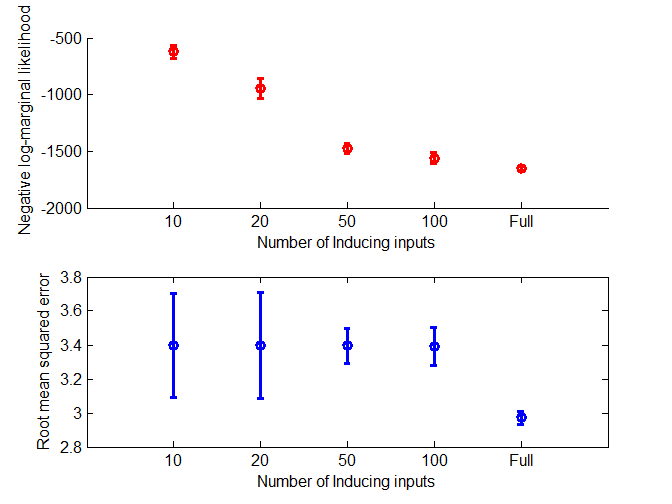 Negative log-marginal likelihood
-500
-1000
-1500
-2000
10 20 50 100 Full
Number of Inducing inputs
Root mean squared error
3.8
3.6
3.4
3.2
3
2.8
10 20 50 100 Full
Number of Inducing inputs